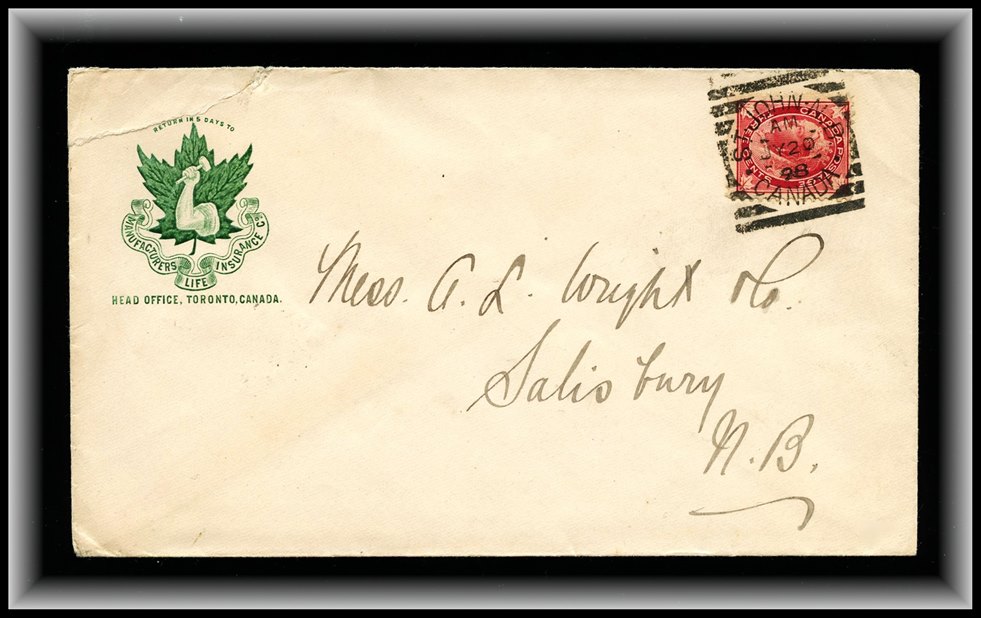 RETURN IN 5 DAYS TO
MANUFACTURERS LIFE INSURANCE Co
HEAD OFFICE, TORONTO, CANADA.
ST. JOHN. N.B.
AM
20
98
CANADA
Mess. A. L. Wright & Co.
Salisbury
N. B.